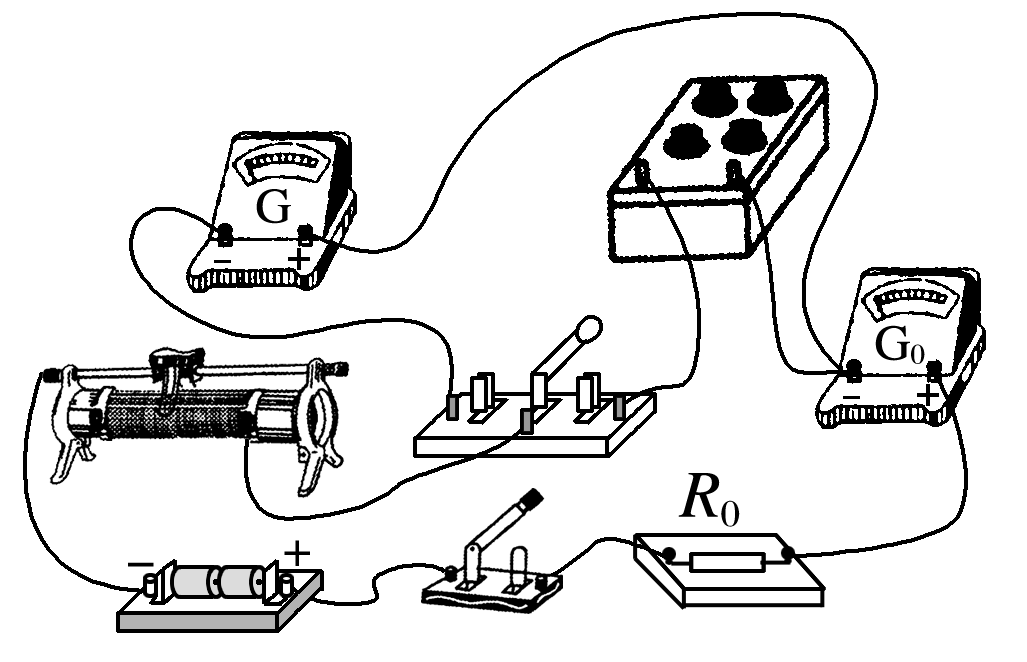 G
− +
G₀
− +
R₀
− +